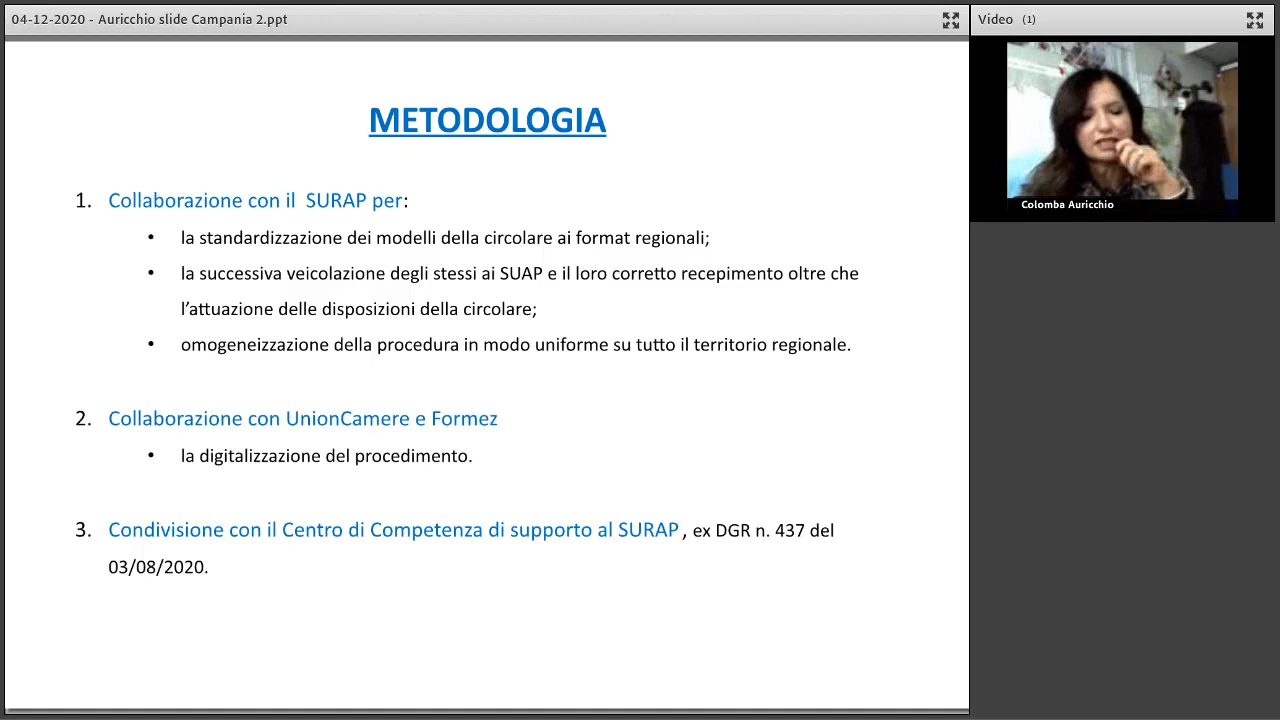 04-12-2020 - Auricchio slide Campania 2.ppt
Video (1)
Colomba Auricchio
METODOLOGIA
1. Collaborazione con il SURAP per:
• la standardizzazione dei modelli della circolare ai format regionali;
• la successiva veicolazione degli stessi ai SUAP e il loro corretto recepimento oltre che
l’attuazione delle disposizioni della circolare;
• omogeneizzazione della procedura in modo uniforme su tutto il territorio regionale.
2. Collaborazione con UnionCamere e Formez
• la digitalizzazione del procedimento.
3. Condivisione con il Centro di Competenza di supporto al SURAP , ex DGR n. 437 del
03/08/2020.